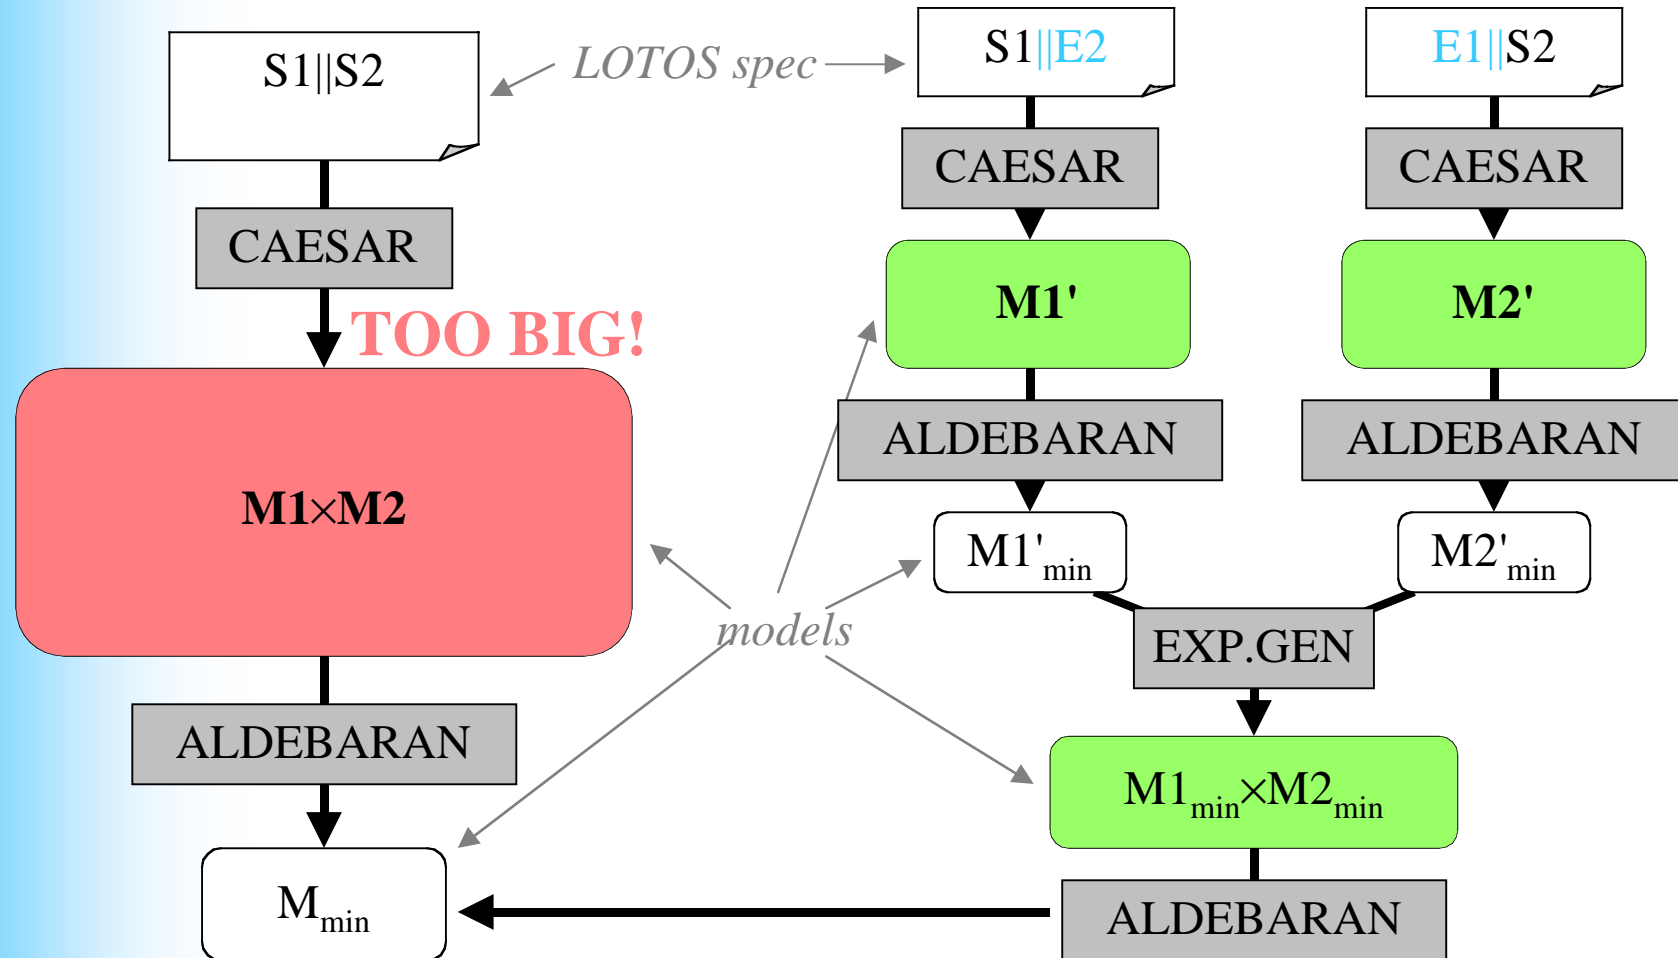 S1||S2
LOTOS spec
S1||E2
E1||S2
CAESAR
CAESAR
CAESAR
TOO BIG!
M1'
M2'
ALDEBARAN
ALDEBARAN
M1×M2
M1'min
M2'min
models
EXP.GEN
ALDEBARAN
M1min×M2min
Mmin
ALDEBARAN